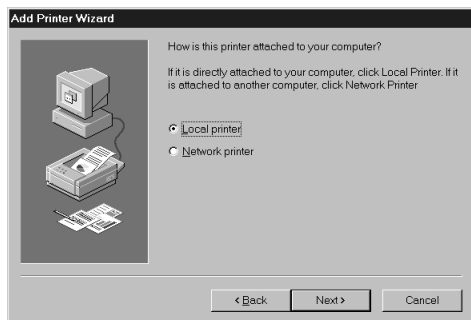 Add Printer Wizard
How is this printer attached to your computer?
If it is directly attached to your computer, click Local Printer. If it
is attached to another computer, click Network Printer
Local printer
Network printer
< Back
Next >
Cancel